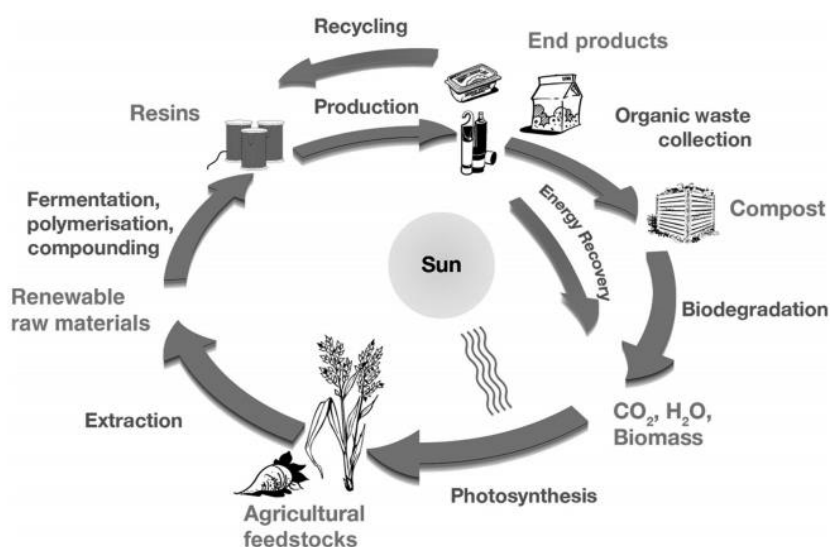 Recycling
End products
Production
Resins
Organic waste
collection
Fermentation,
polymerisation,
compounding
Energy Recovery
Compost
Sun
Renewable
raw materials
Biodegradation
Extraction
CO₂, H₂O,
Biomass
Photosynthesis
Agricultural
feedstocks